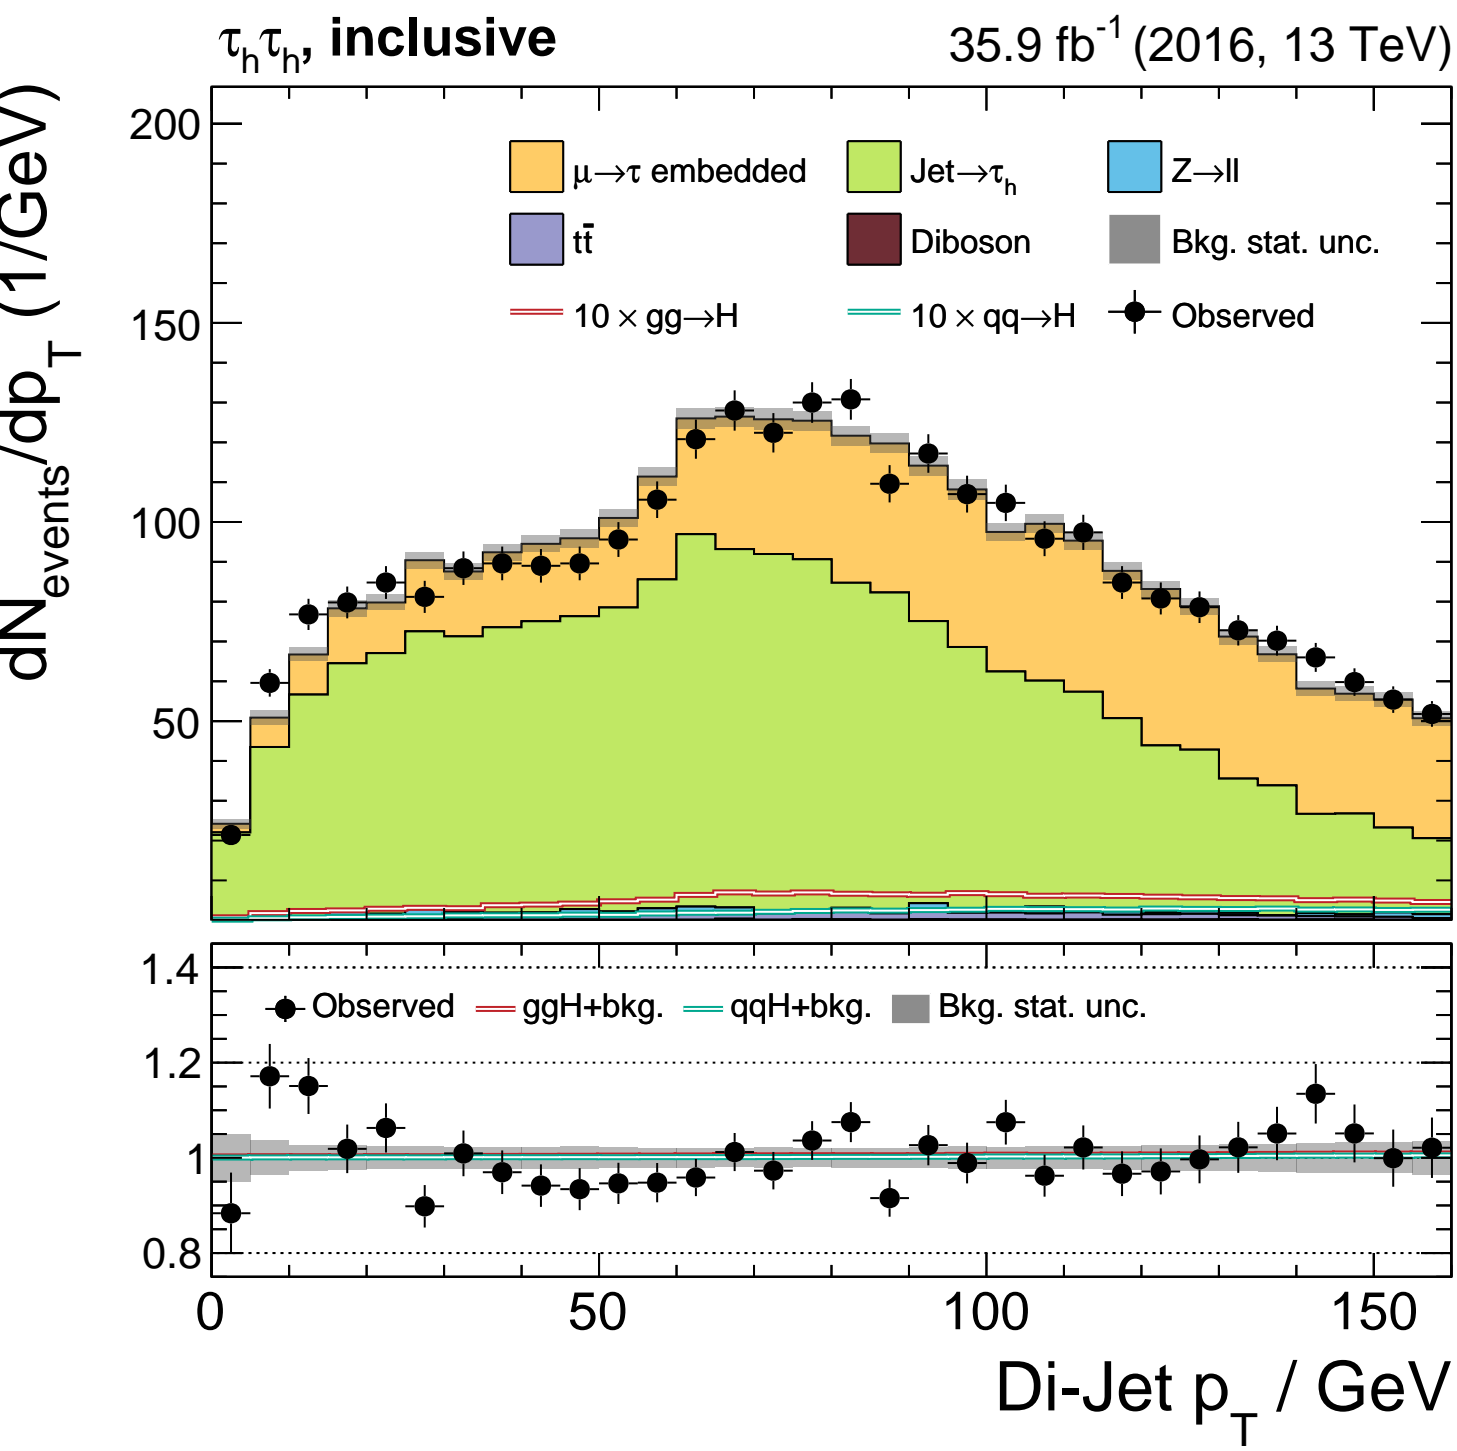 τhτh, inclusive 35.9 fb-1 (2016, 13 TeV)
dNevents/dpT (1/GeV)
200
150
100
50
μ→τ embedded Jet→τh Z→ll
tt̄ Diboson Bkg. stat. unc.
10 × gg→H 10 × qq→H Observed
1.4
1.2
1
0.8
Observed ggH+bkg. qqH+bkg. Bkg. stat. unc.
0 50 100 150
Di-Jet pT / GeV